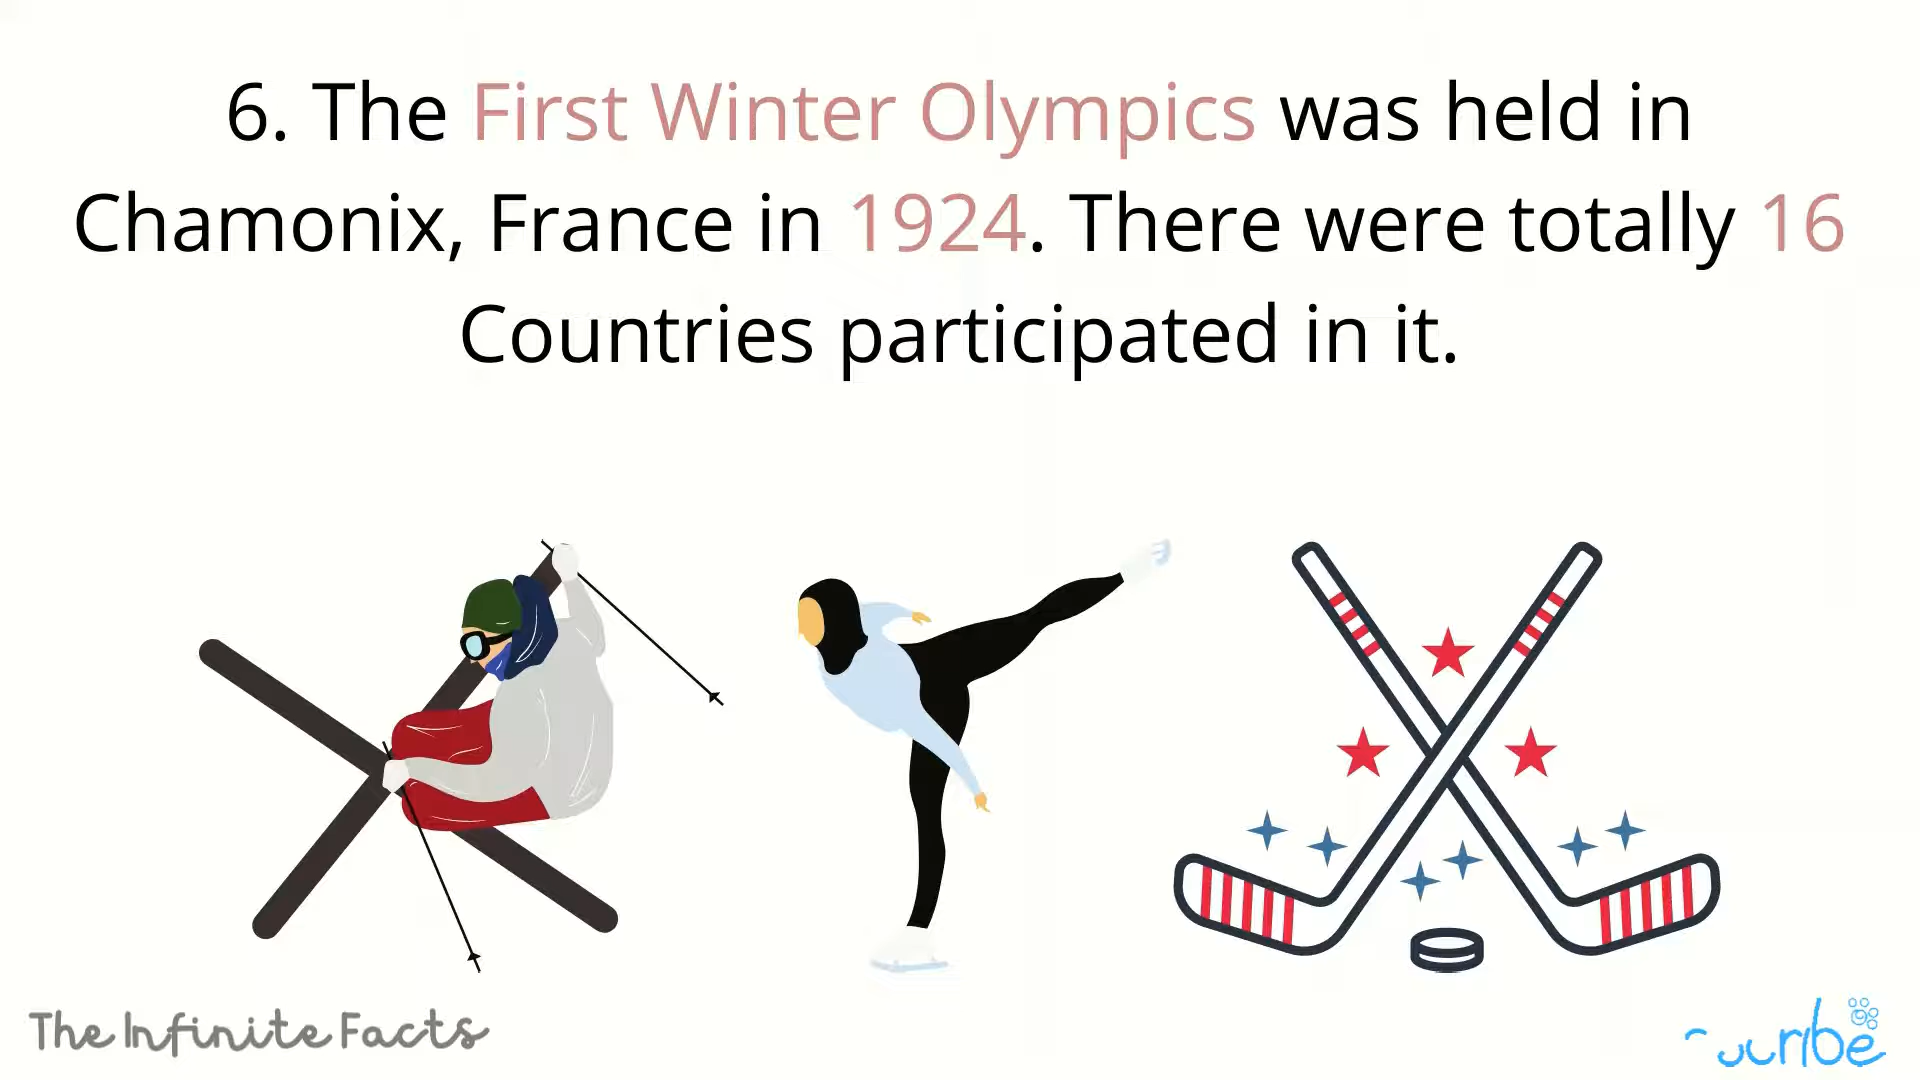 6. The First Winter Olympics was held in
Chamonix, France in 1924. There were totally 16
Countries participated in it.
The Infinite Facts